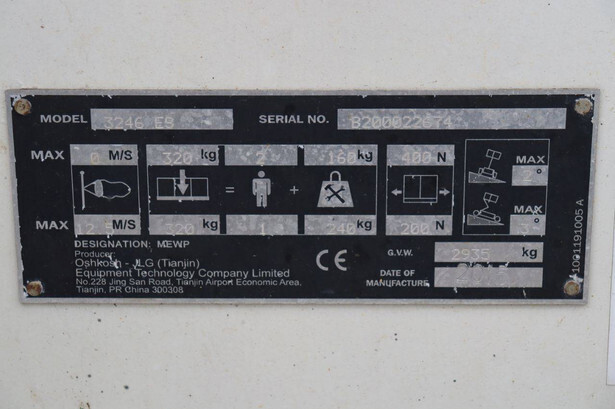 MODEL 3246 ES SERIAL NO. B200022674
MAX 0 M/S 320 kg 2 160 kg 400 N MAX
= + 2°
MAX 12.5 M/S 320 kg 1 240 kg 200 N MAX 3°
DESIGNATION: MEWP
Producer:
Oshkosh - JLG (Tianjin)
Equipment Technology Company Limited
No.228 Jing San Road, Tianjin Airport Economic Area,
Tianjin, PR China 300308
CE
G.V.W. 2935 kg
DATE OF
MANUFACTURE
1001191005 A